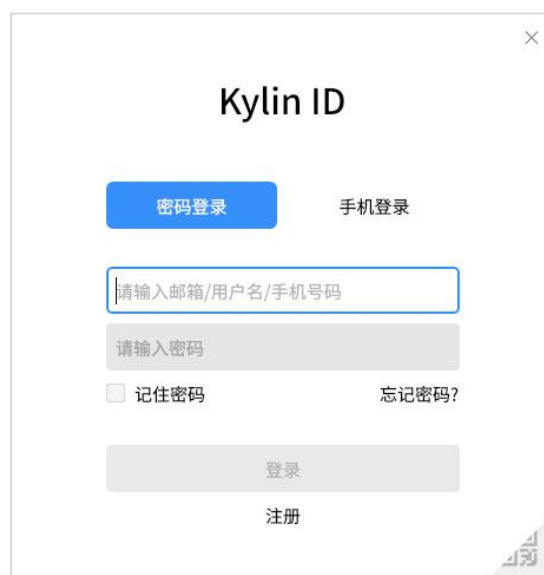 Kylin ID
密码登录 手机登录
请输入邮箱/用户名/手机号码
请输入密码
记住密码 忘记密码?
登录
注册